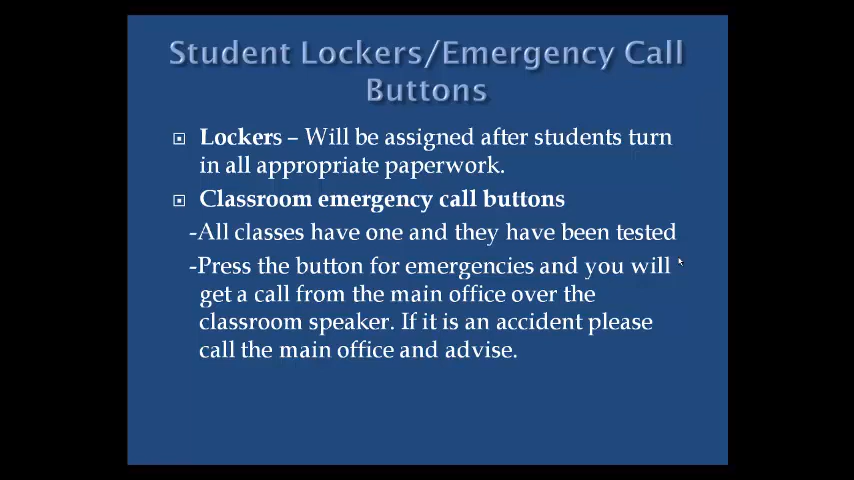 Student Lockers/Emergency Call
Buttons
Lockers – Will be assigned after students turn
in all appropriate paperwork.
Classroom emergency call buttons
-All classes have one and they have been tested
-Press the button for emergencies and you will
get a call from the main office over the
classroom speaker. If it is an accident please
call the main office and advise.